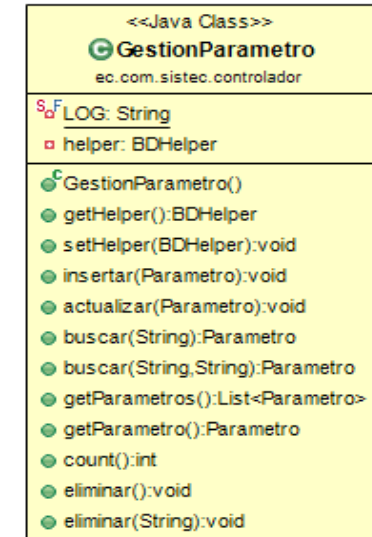 <<Java Class>>
GestionParametro
ec.com.sistec.controlador
LOG: String
helper: BDHelper
GestionParametro()
getHelper():BDHelper
setHelper(BDHelper):void
insertar(Parametro):void
actualizar(Parametro):void
buscar(String):Parametro
buscar(String,String):Parametro
getParametros():List<Parametro>
getParametro():Parametro
count():int
eliminar():void
eliminar(String):void